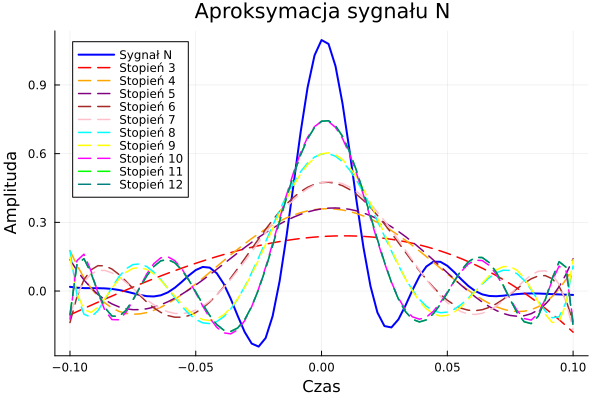 Aproksymacja sygnału N
Sygnał N
Stopień 3
Stopień 4
Stopień 5
Stopień 6
Stopień 7
Stopień 8
Stopień 9
Stopień 10
Stopień 11
Stopień 12
Amplituda
0.9
0.6
0.3
0.0
−0.10
−0.05
0.00
0.05
0.10
Czas